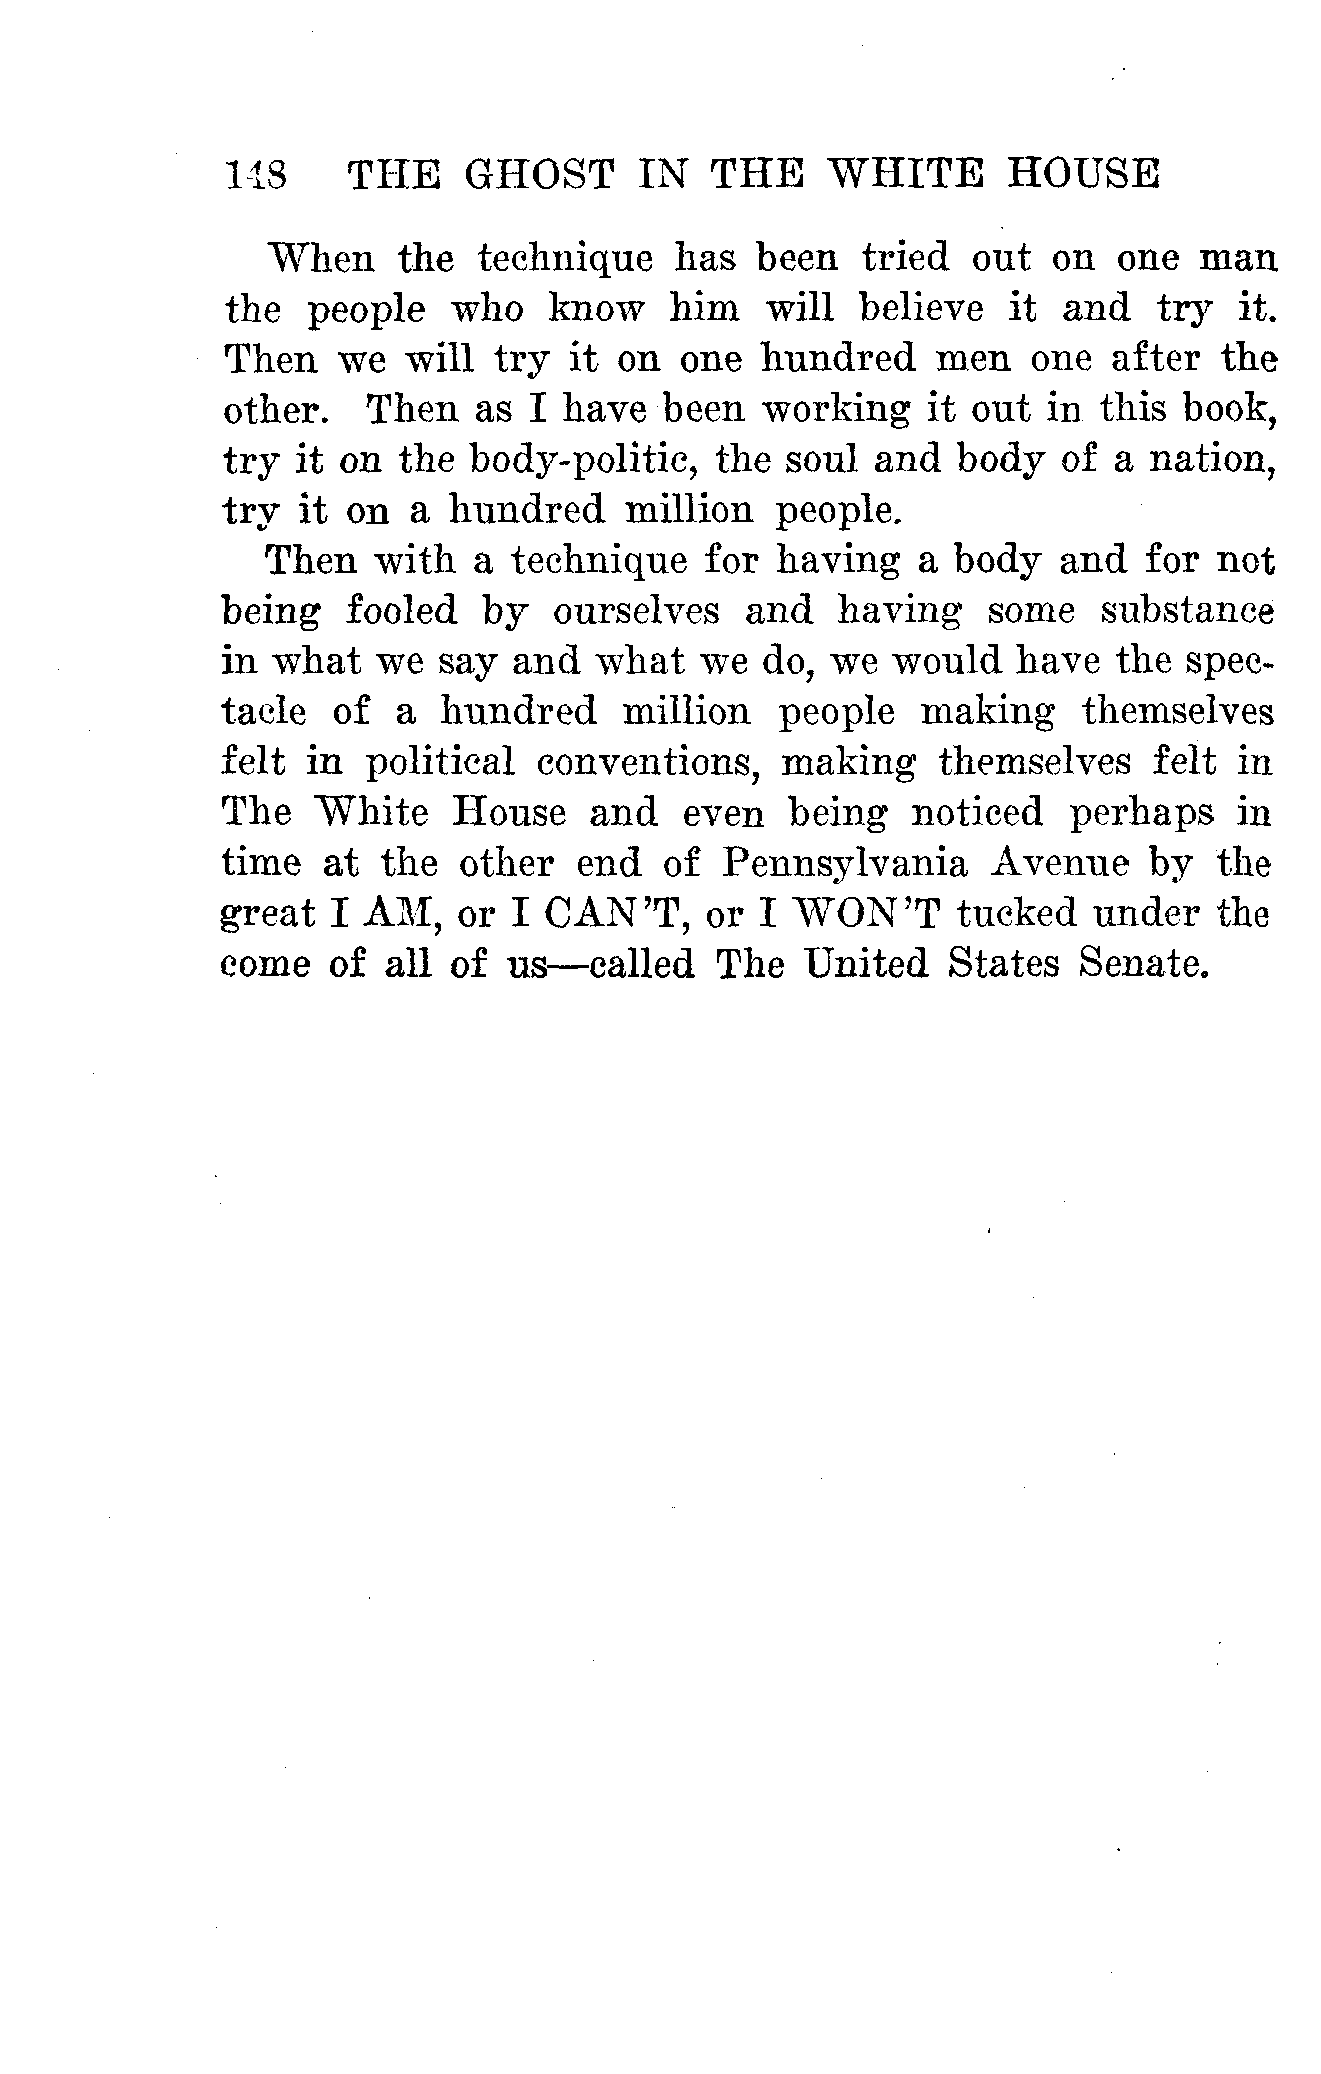 148 THE GHOST IN THE WHITE HOUSE
When the technique has been tried out on one man
the people who know him will believe it and try it.
Then we will try it on one hundred men one after the
other. Then as I have been working it out in this book,
try it on the body-politic, the soul and body of a nation,
try it on a hundred million people.
Then with a technique for having a body and for not
being fooled by ourselves and having some substance
in what we say and what we do, we would have the spec-
tacle of a hundred million people making themselves
felt in political conventions, making themselves felt in
The White House and even being noticed perhaps in
time at the other end of Pennsylvania Avenue by the
great I AM, or I CAN'T, or I WON'T tucked under the
come of all of us—called The United States Senate.